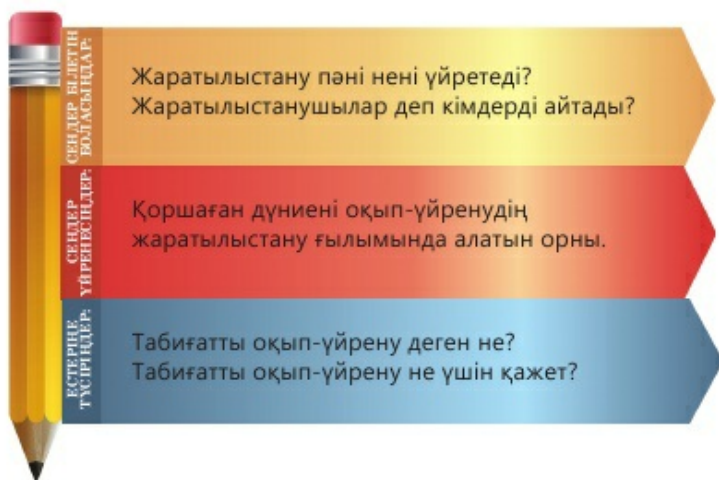 СЕНДЕР БІЛЕТІН
БОЛАСЫҢДАР:
Жаратылыстану пәні нені үйретеді?
Жаратылыстанушылар деп кімдерді айтады?
СЕНДЕР
ҮЙРЕНЕСІҢДЕР:
Қоршаған дүниені оқып-үйренудің
жаратылыстану ғылымында алатын орны.
ЕСТЕРІҢЕ
ТҮСІРІҢДЕР:
Табиғатты оқып-үйрену деген не?
Табиғатты оқып-үйрену не үшін қажет?